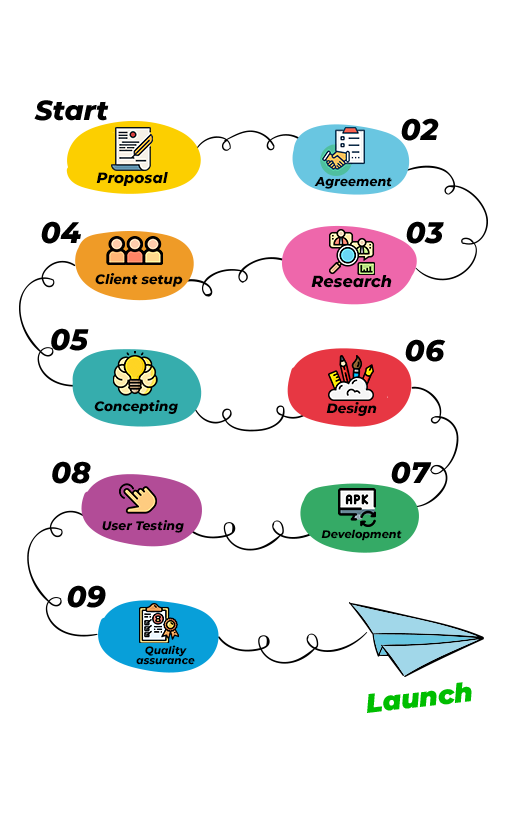 Start
Proposal
02
Agreement
03
Research
04
Client setup
05
Concepting
06
Design
07
APK
Development
08
User Testing
09
Quality
assurance
Launch